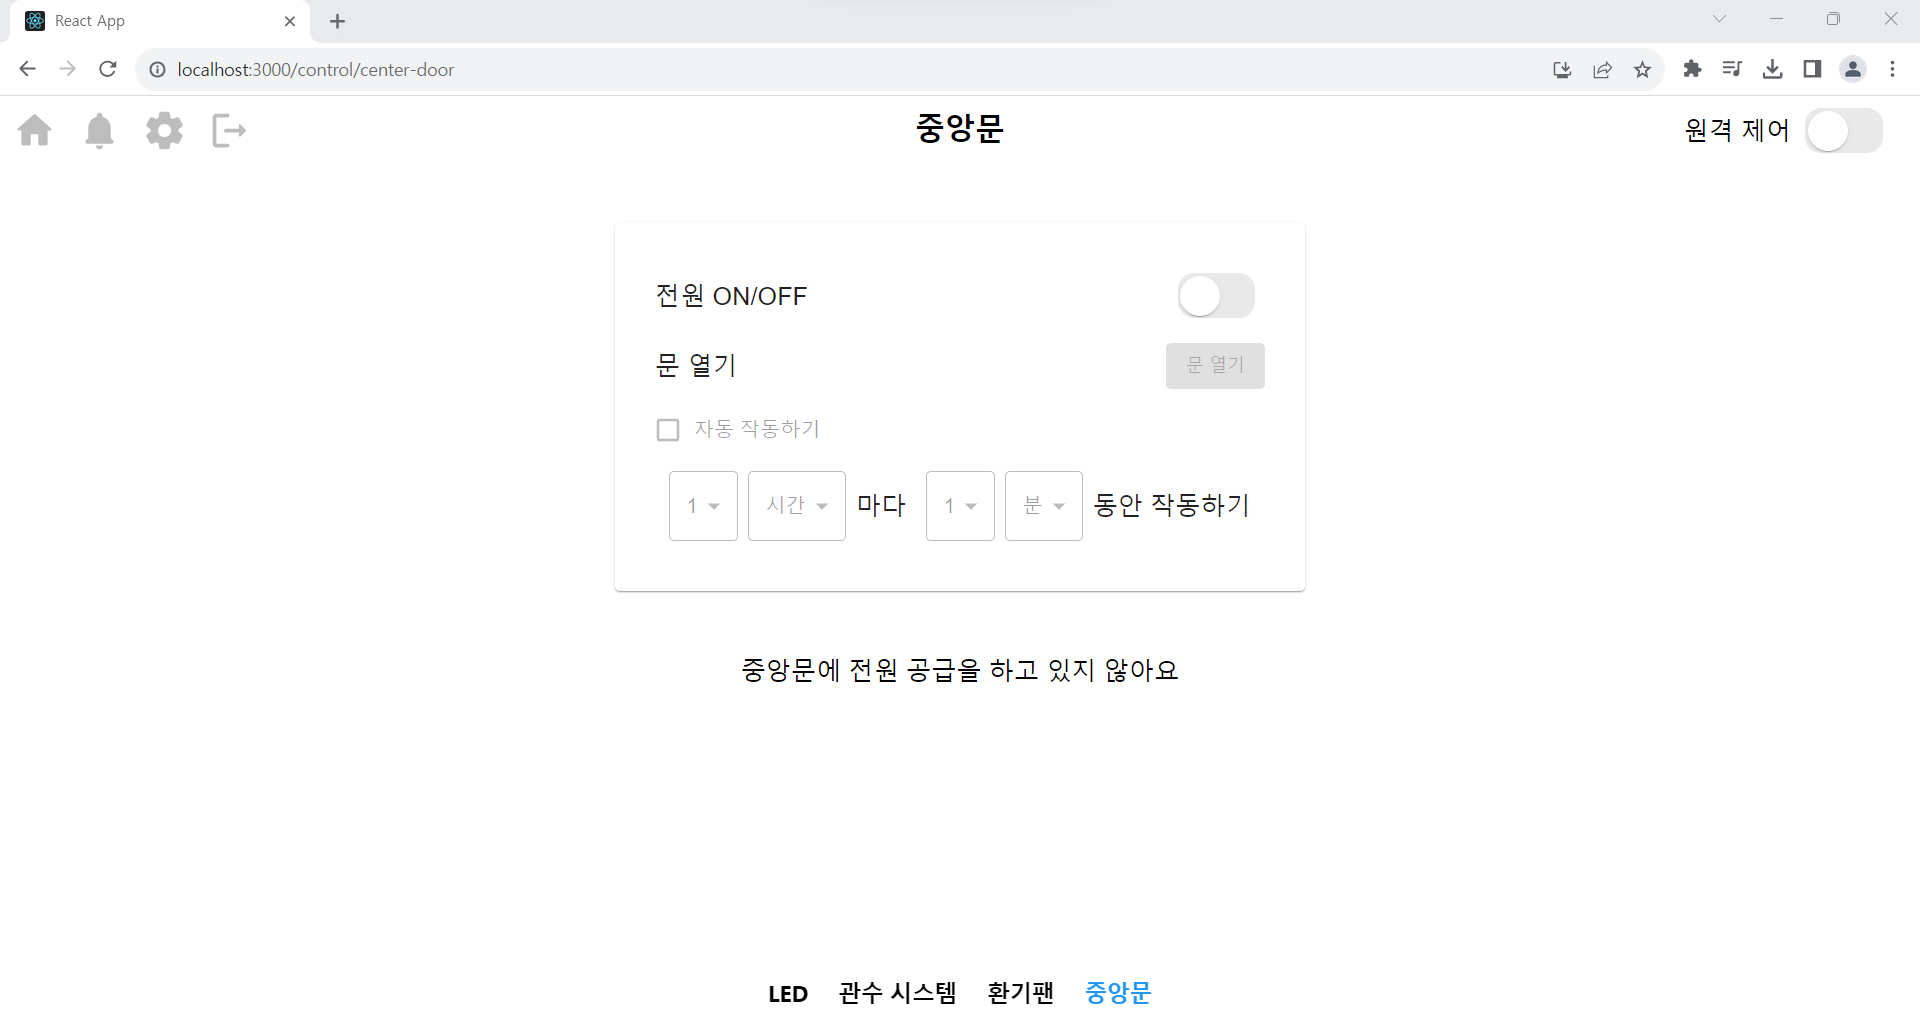 React App
localhost:3000/control/center-door
중앙문
원격 제어
전원 ON/OFF
문 열기
문 열기
자동 작동하기
1 시간 마다 1 분 동안 작동하기
중앙문에 전원 공급을 하고 있지 않아요
LED 관수 시스템 환기팬 중앙문